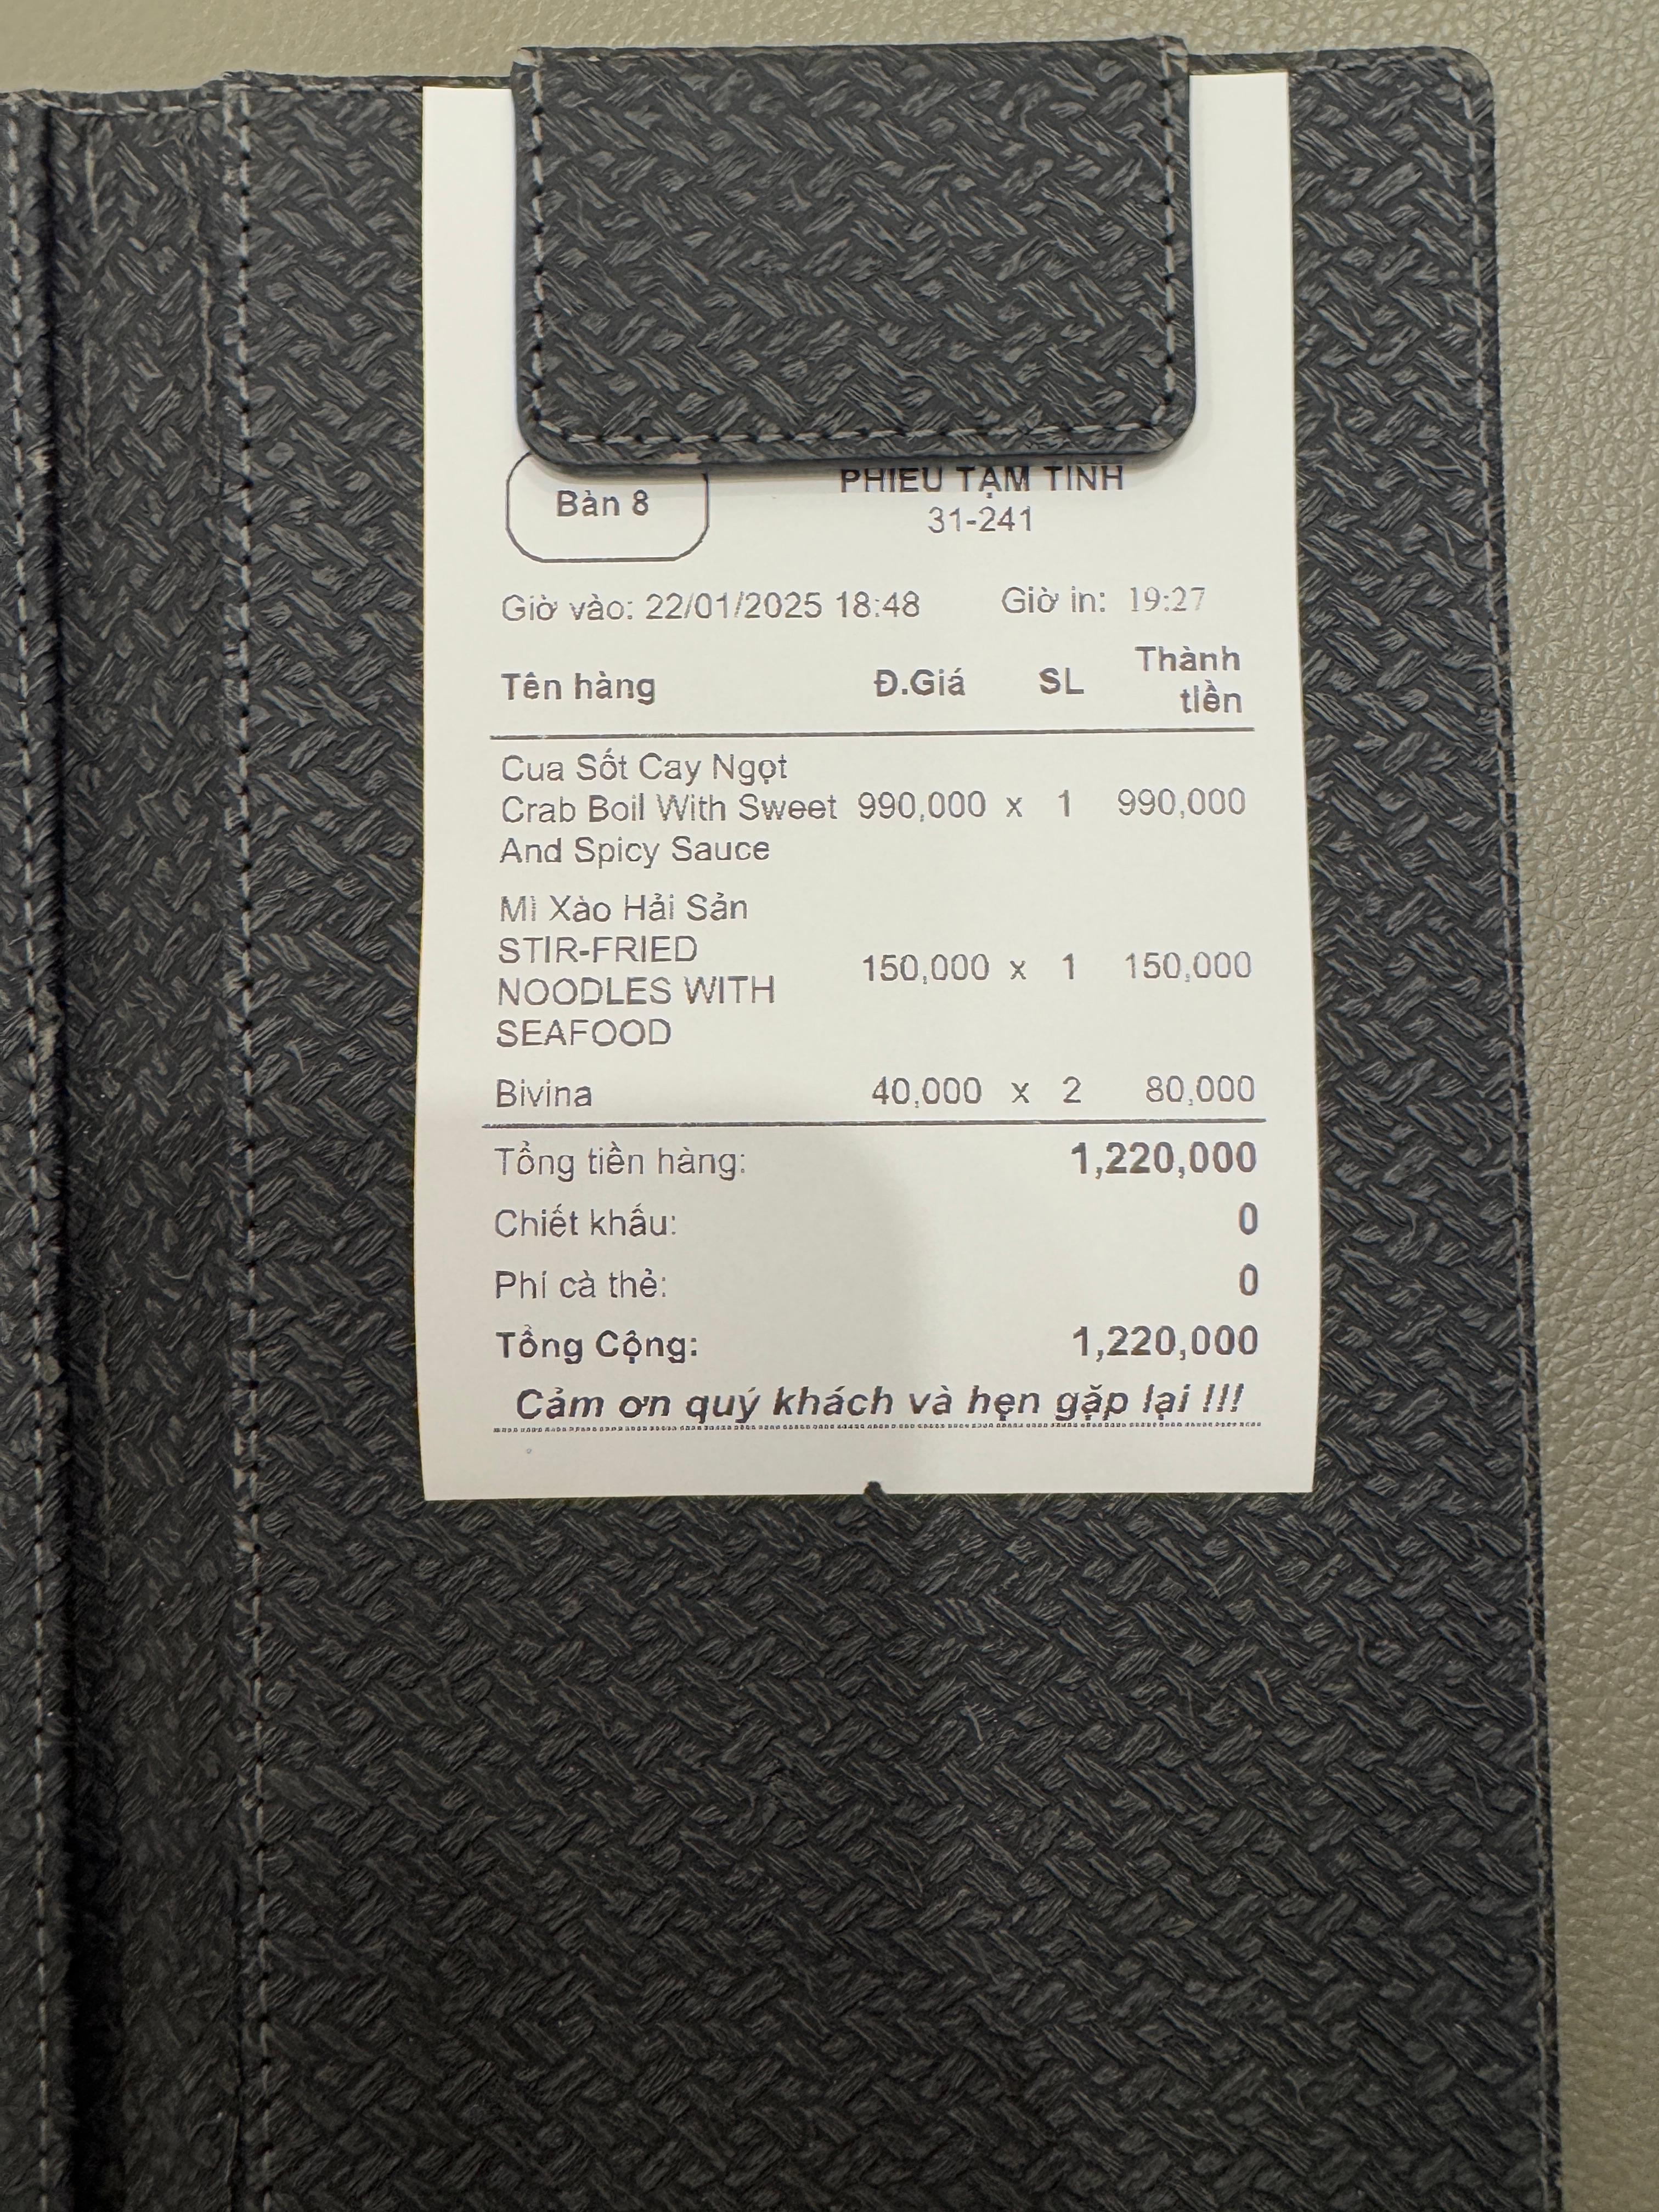 Bàn 8
PHIẾU TẠM TÍNH
31-241
Giờ vào: 22/01/2025 18:48 Giờ in: 19:27
Tên hàng Đ.Giá SL Thành tiền
Cua Sốt Cay Ngọt
Crab Boil With Sweet 990,000 x 1 990,000
And Spicy Sauce
Mì Xào Hải Sản
STIR-FRIED
NOODLES WITH 150,000 x 1 150,000
SEAFOOD
Bivina 40,000 x 2 80,000
Tổng tiền hàng: 1,220,000
Chiết khấu: 0
Phí cà thẻ: 0
Tổng Cộng: 1,220,000
Cảm ơn quý khách và hẹn gặp lại !!!